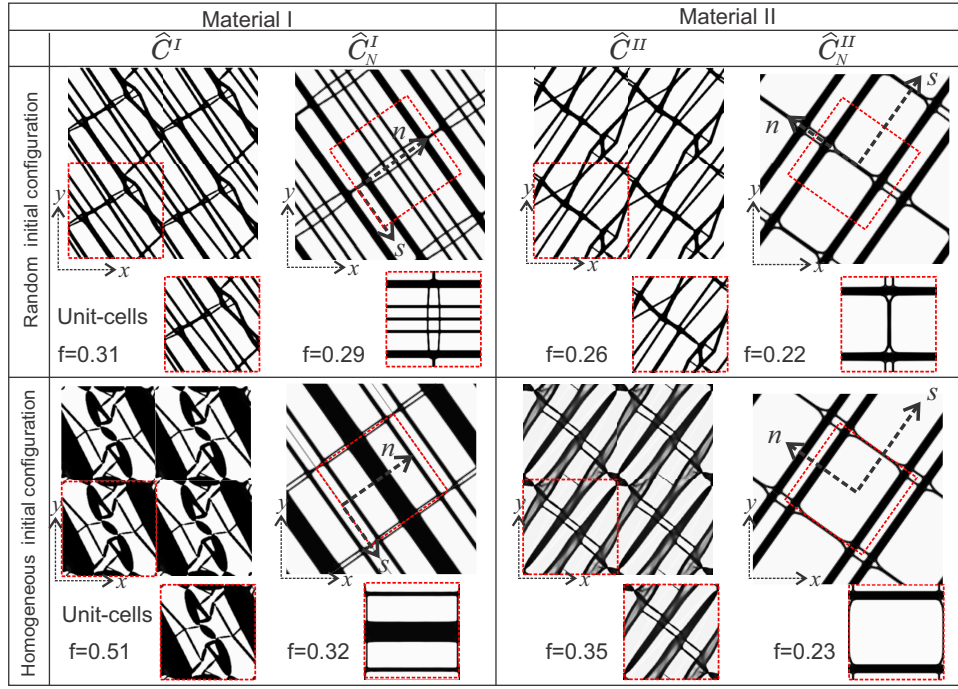 Material I
Material II
Ĉ^I
Ĉ_N^I
Ĉ^II
Ĉ_N^II
Random initial configuration
y
x
n
s
y
x
y
x
n
s
y
x
Unit-cells
f=0.31
f=0.29
f=0.26
f=0.22
Homogeneous initial configuration
y
x
n
s
y
x
y
x
n
s
y
x
Unit-cells
f=0.51
f=0.32
f=0.35
f=0.23